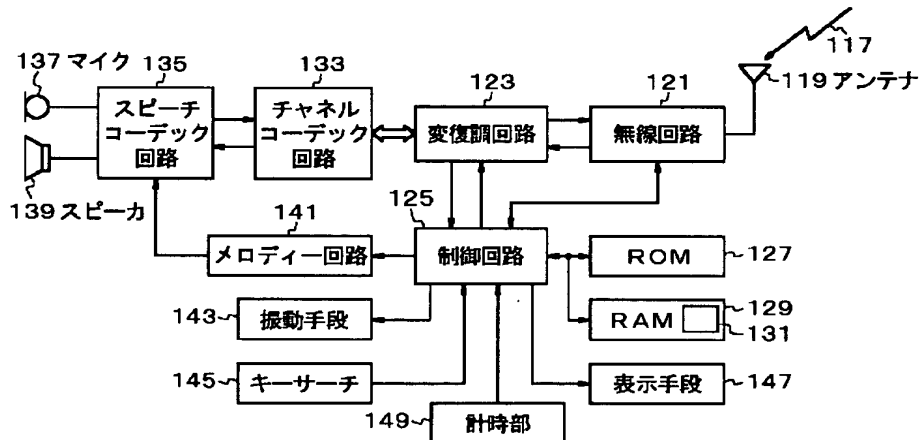 117
137 マイク
135
133
123
121
119 アンテナ
スピーチ
コーデック
回路
チャネル
コーデック
回路
変復調回路
無線回路
139 スピーカ
141
125
メロディー回路
制御回路
ROM
127
143
振動手段
RAM
129
131
145
キーサーチ
表示手段
147
149
計時部